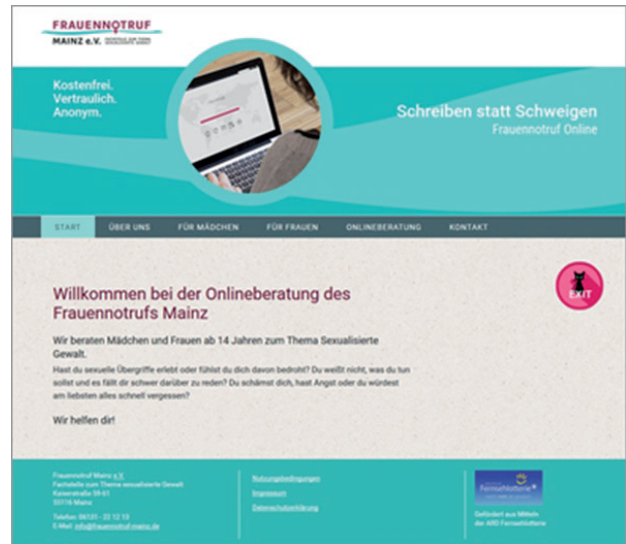 FRAUENNOTRUF
MAINZ e.V. FACHSTELLE ZUM THEMA
SEXUALISIERTE GEWALT
Kostenfrei.
Vertraulich.
Anonym.
Schreiben statt Schweigen
Frauennotruf Online
START ÜBER UNS FÜR MÄDCHEN FÜR FRAUEN ONLINEBERATUNG KONTAKT
EXIT
Willkommen bei der Onlineberatung des
Frauennotrufs Mainz
Wir beraten Mädchen und Frauen ab 14 Jahren zum Thema Sexualisierte
Gewalt.
Hast du sexuelle Übergriffe erlebt oder fühlst du dich davon bedroht? Du weißt nicht, was du tun
sollst und es fällt dir schwer darüber zu reden? Du schämst dich, hast Angst oder du würdest
am liebsten alles schnell vergessen?
Wir helfen dir!
Frauennotruf Mainz e.V.
Fachstelle zum Thema sexualisierte Gewalt
Kaiserstraße 59-61
55116 Mainz
Telefon: 06131 - 22 12 13
E-Mail: info@frauennotruf-mainz.de
Nutzungsbedingungen
Impressum
Datenschutzerklärung
Fernsehlotterie
Gefördert aus Mitteln
der ARD Fernsehlotterie